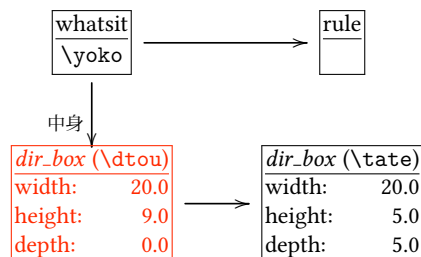 whatsit rule
\yoko
中身
dir_box (\dtou) dir_box (\tate)
width: 20.0 width: 20.0
height: 9.0 height: 5.0
depth: 0.0 depth: 5.0